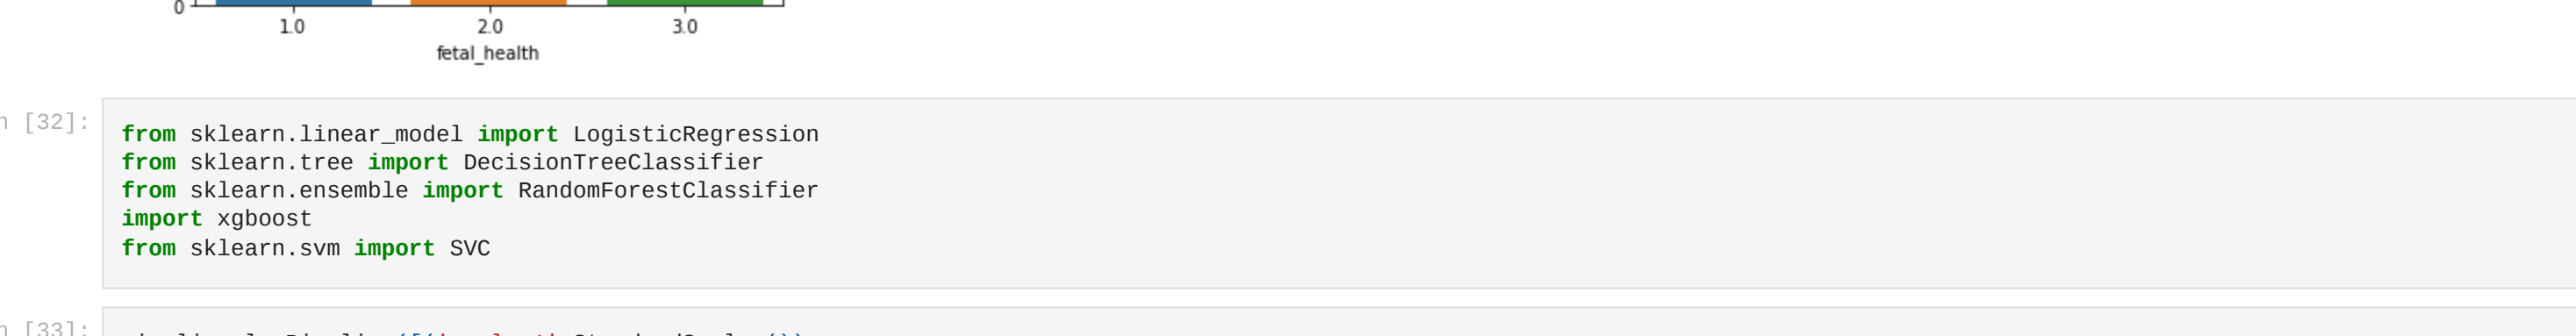 0
1.0 2.0 3.0
fetal_health
n [32]:
from sklearn.linear_model import LogisticRegression
from sklearn.tree import DecisionTreeClassifier
from sklearn.ensemble import RandomForestClassifier
import xgboost
from sklearn.svm import SVC
n [33]: